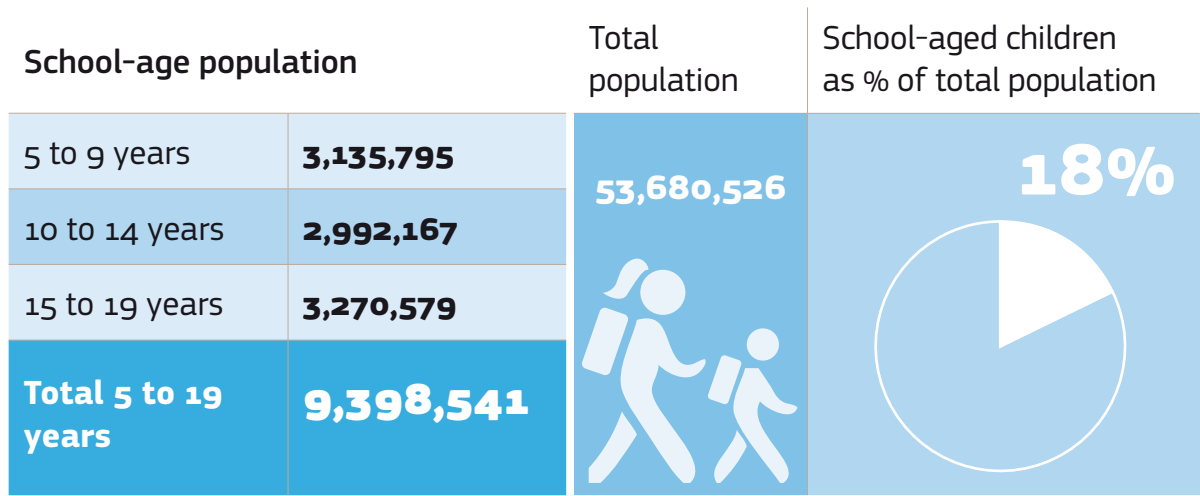 School-age population
Total
population
School-aged children
as % of total population
5 to 9 years
3,135,795
10 to 14 years
2,992,167
15 to 19 years
3,270,579
Total 5 to 19
years
9,398,541
53,680,526
18%